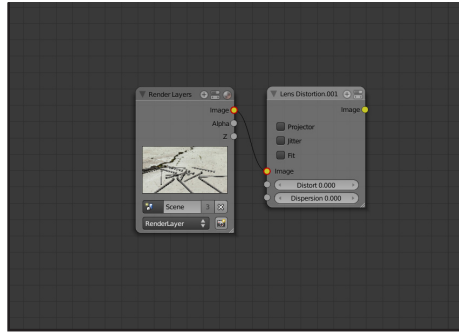 Render Layers
Image
Alpha
Z
Scene 3
RenderLayer
Lens Distortion.001
Image
Projector
Jitter
Fit
Image
Distort 0.000
Dispersion 0.000